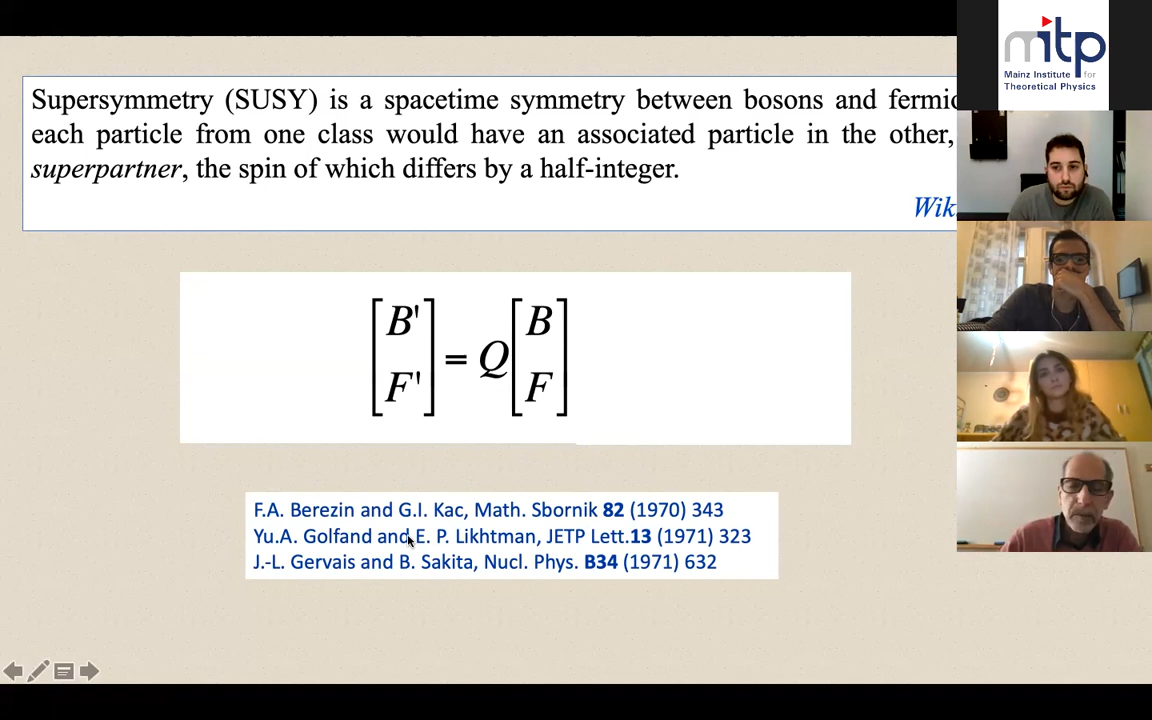 mitp
Mainz Institute for
Theoretical Physics
Supersymmetry (SUSY) is a spacetime symmetry between bosons and
each particle from one class would have an associated particle in the other,
superpartner, the spin of which differs by a half-integer.
[B'] = Q [B]
[F'] [F]
F.A. Berezin and G.I. Kac, Math. Sbornik 82 (1970) 343
Yu.A. Golfand and E. P. Likhtman, JETP Lett.13 (1971) 323
J.-L. Gervais and B. Sakita, Nucl. Phys. B34 (1971) 632